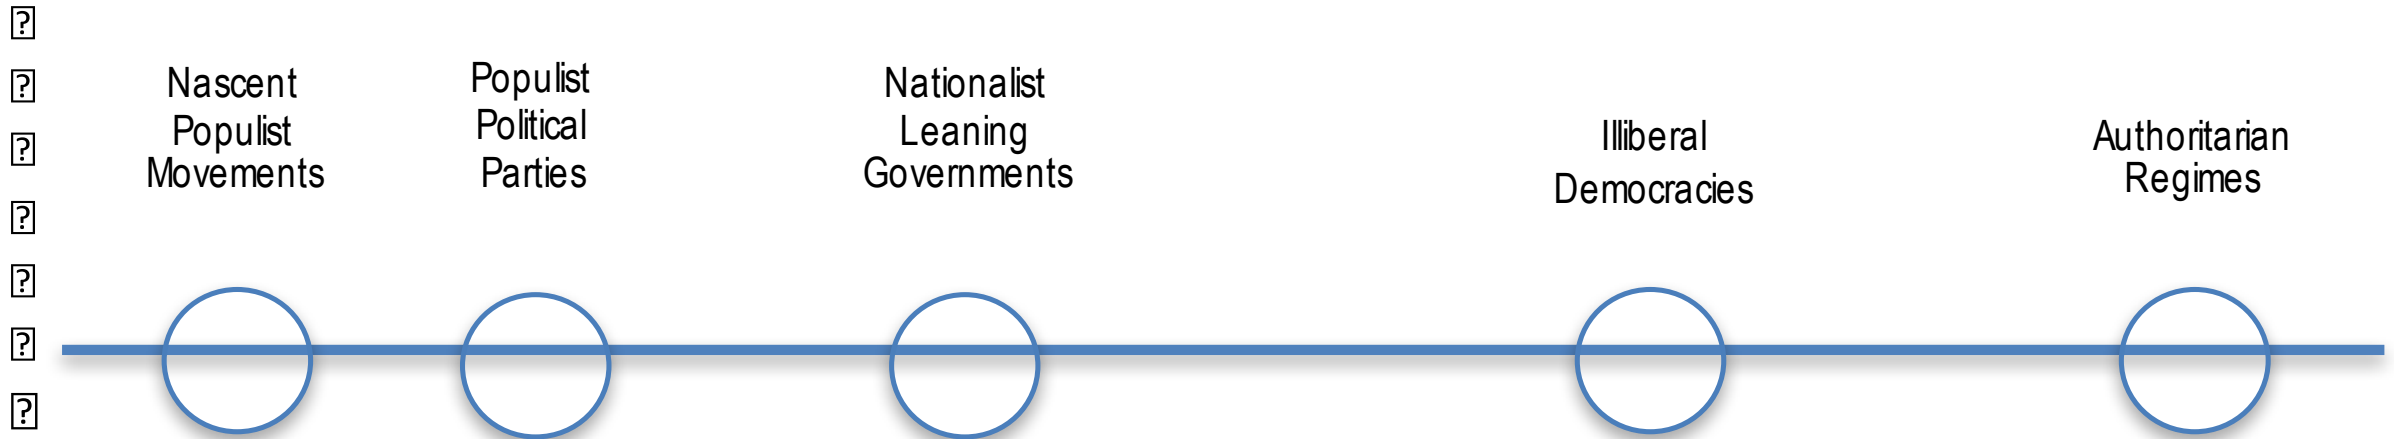 Nascent
Populist
Movements
Populist
Political
Parties
Nationalist
Leaning
Governments
Illiberal
Democracies
Authoritarian
Regimes